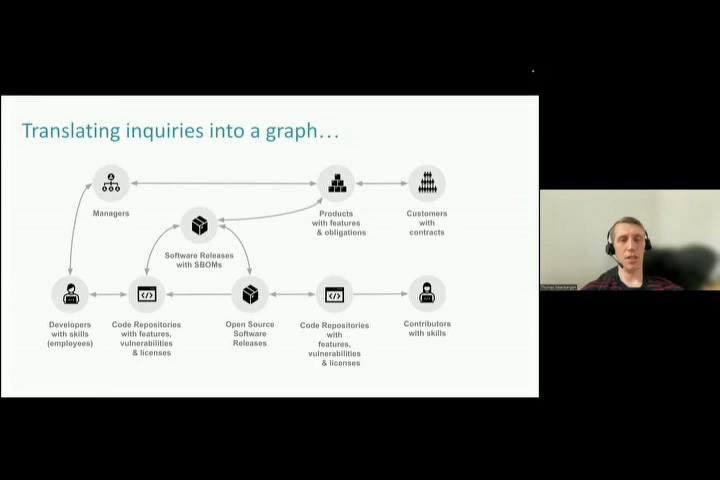 Translating inquiries into a graph...
Managers
Products
with features
& obligations
Customers
with
contracts
Software Releases
with SBOMs
Developers
with skills
(employees)
Code Repositories
with features,
vulnerabilities
& licenses
Open Source
Software
Releases
Code Repositories
with
features,
vulnerabilities
& licenses
Contributors
with skills